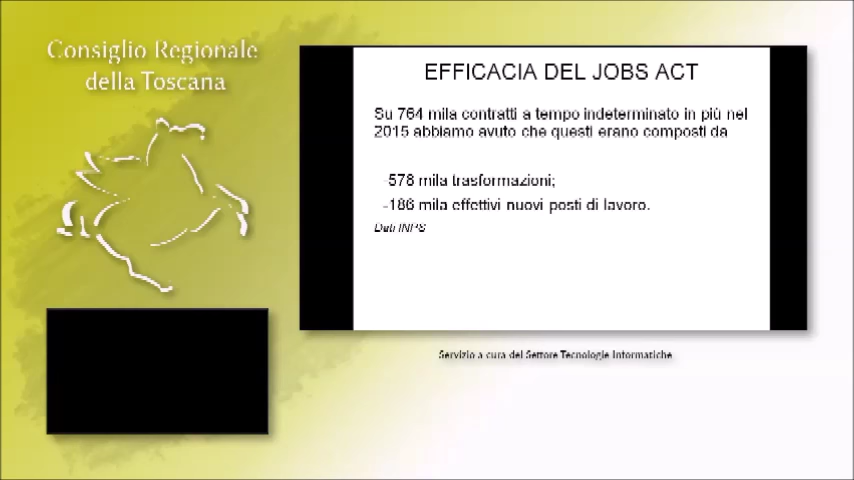 Consiglio Regionale
della Toscana
EFFICACIA DEL JOBS ACT
Su 764 mila contratti a tempo indeterminato in più nel
2015 abbiamo avuto che questi erano composti da
578 mila trasformazioni;
-186 mila effettivi nuovi posti di lavoro.
Dati INPS
Servizio a cura del Settore Tecnologie Informatiche